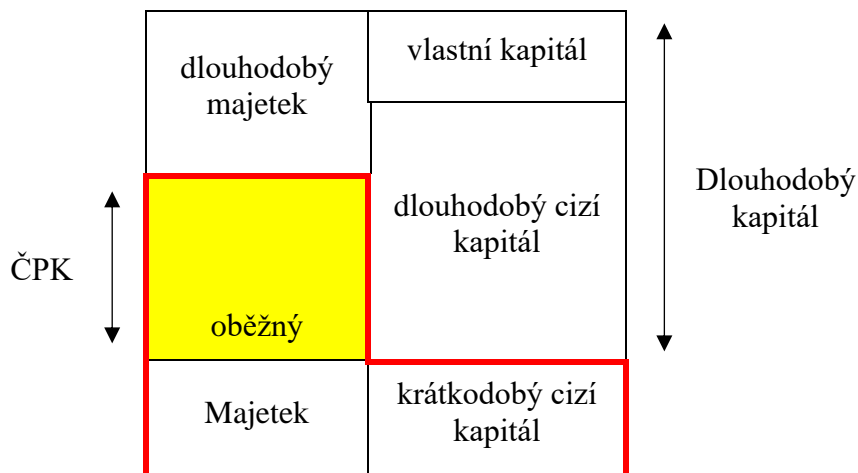 dlouhodobý
majetek
vlastní kapitál
dlouhodobý cizí
kapitál
Dlouhodobý
kapitál
ČPK
oběžný
Majetek
krátkodobý cizí
kapitál